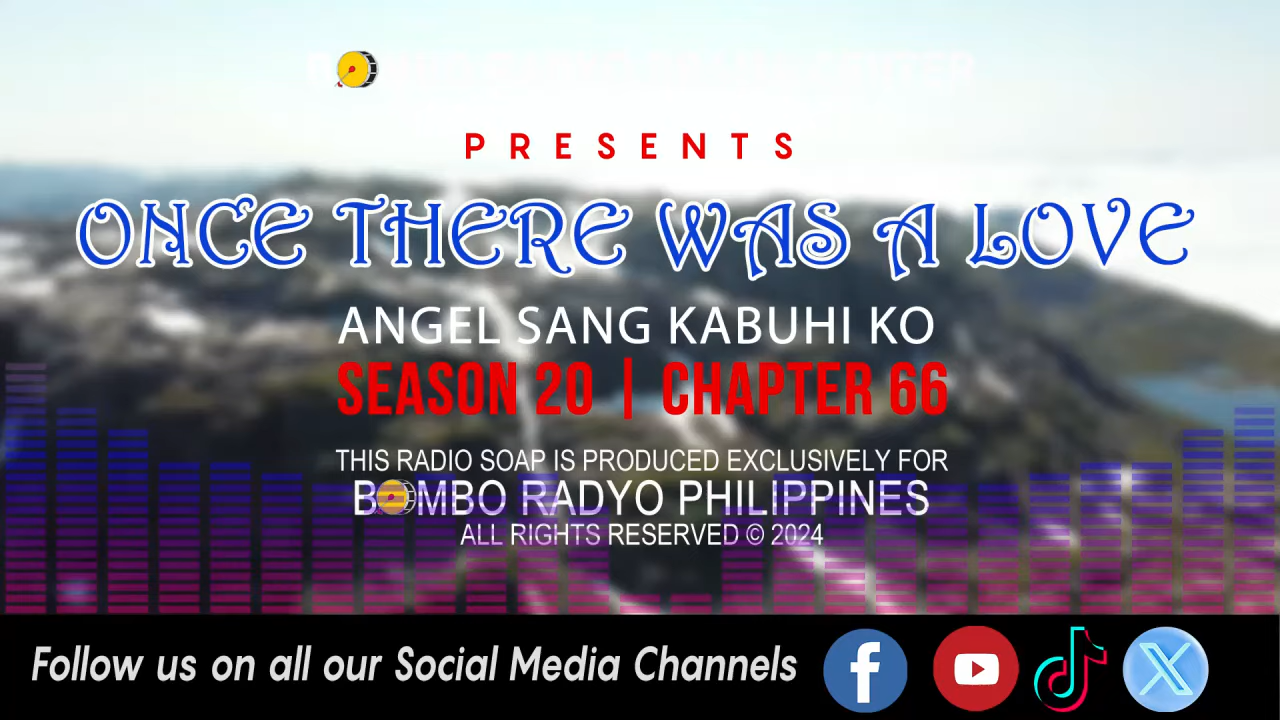 PRESENTS
ONCE THERE WAS A LOVE
ANGEL SANG KABUHI KO
SEASON 20 | CHAPTER 66
THIS RADIO SOAP IS PRODUCED EXCLUSIVELY FOR
BOMBO RADYO PHILIPPINES
ALL RIGHTS RESERVED © 2024
Follow us on all our Social Media Channels